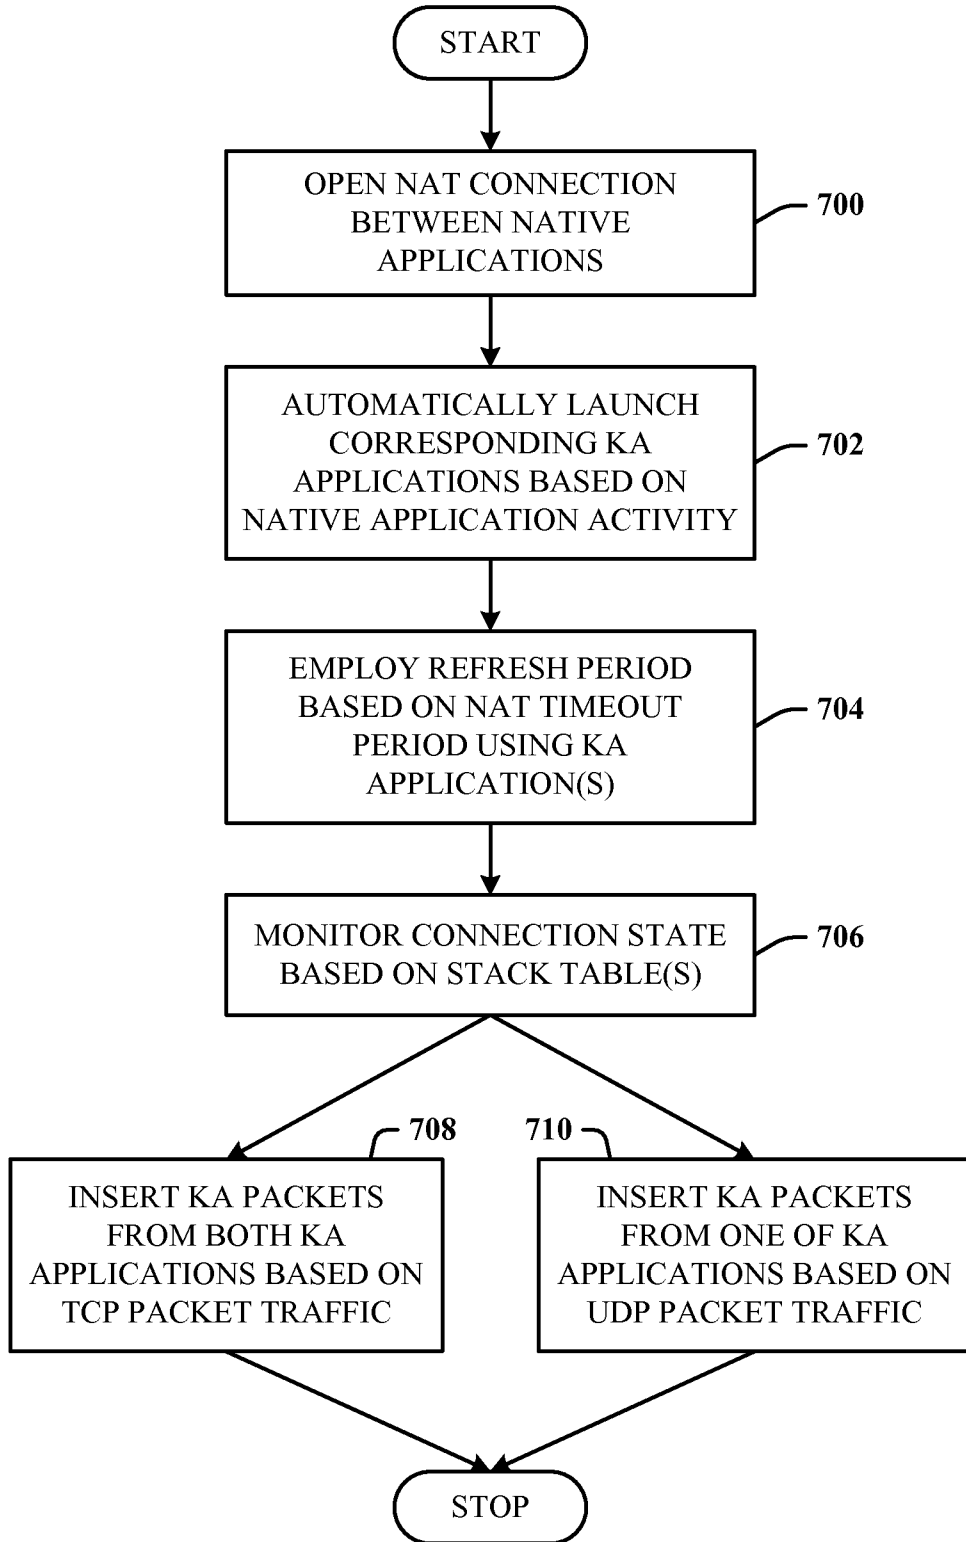 START
OPEN NAT CONNECTION
BETWEEN NATIVE
APPLICATIONS
700
AUTOMATICALLY LAUNCH
CORRESPONDING KA
APPLICATIONS BASED ON
NATIVE APPLICATION ACTIVITY
702
EMPLOY REFRESH PERIOD
BASED ON NAT TIMEOUT
PERIOD USING KA
APPLICATION(S)
704
MONITOR CONNECTION STATE
BASED ON STACK TABLE(S)
706
708
INSERT KA PACKETS
FROM BOTH KA
APPLICATIONS BASED ON
TCP PACKET TRAFFIC
710
INSERT KA PACKETS
FROM ONE OF KA
APPLICATIONS BASED ON
UDP PACKET TRAFFIC
STOP